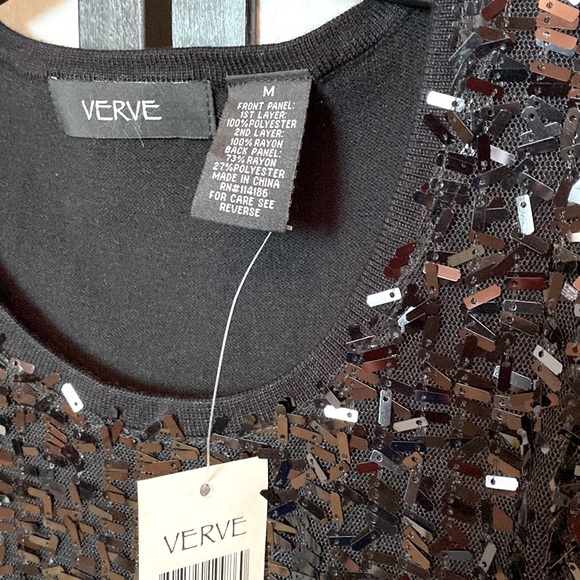 VERVE
M
FRONT PANEL:
1ST LAYER:
100%POLYESTER
2ND LAYER:
100%RAYON
BACK PANEL:
73%RAYON
27%POLYESTER
MADE IN CHINA
RN#114186
FOR CARE SEE
REVERSE
VERVE